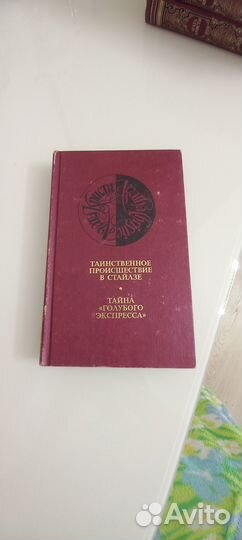 ТАИНСТВЕННОЕ
ПРОИСШЕСТВИЕ
В СТАЙЛЗЕ
ТАЙНА
«ГОЛУБОГО
ЭКСПРЕССА»
Avito